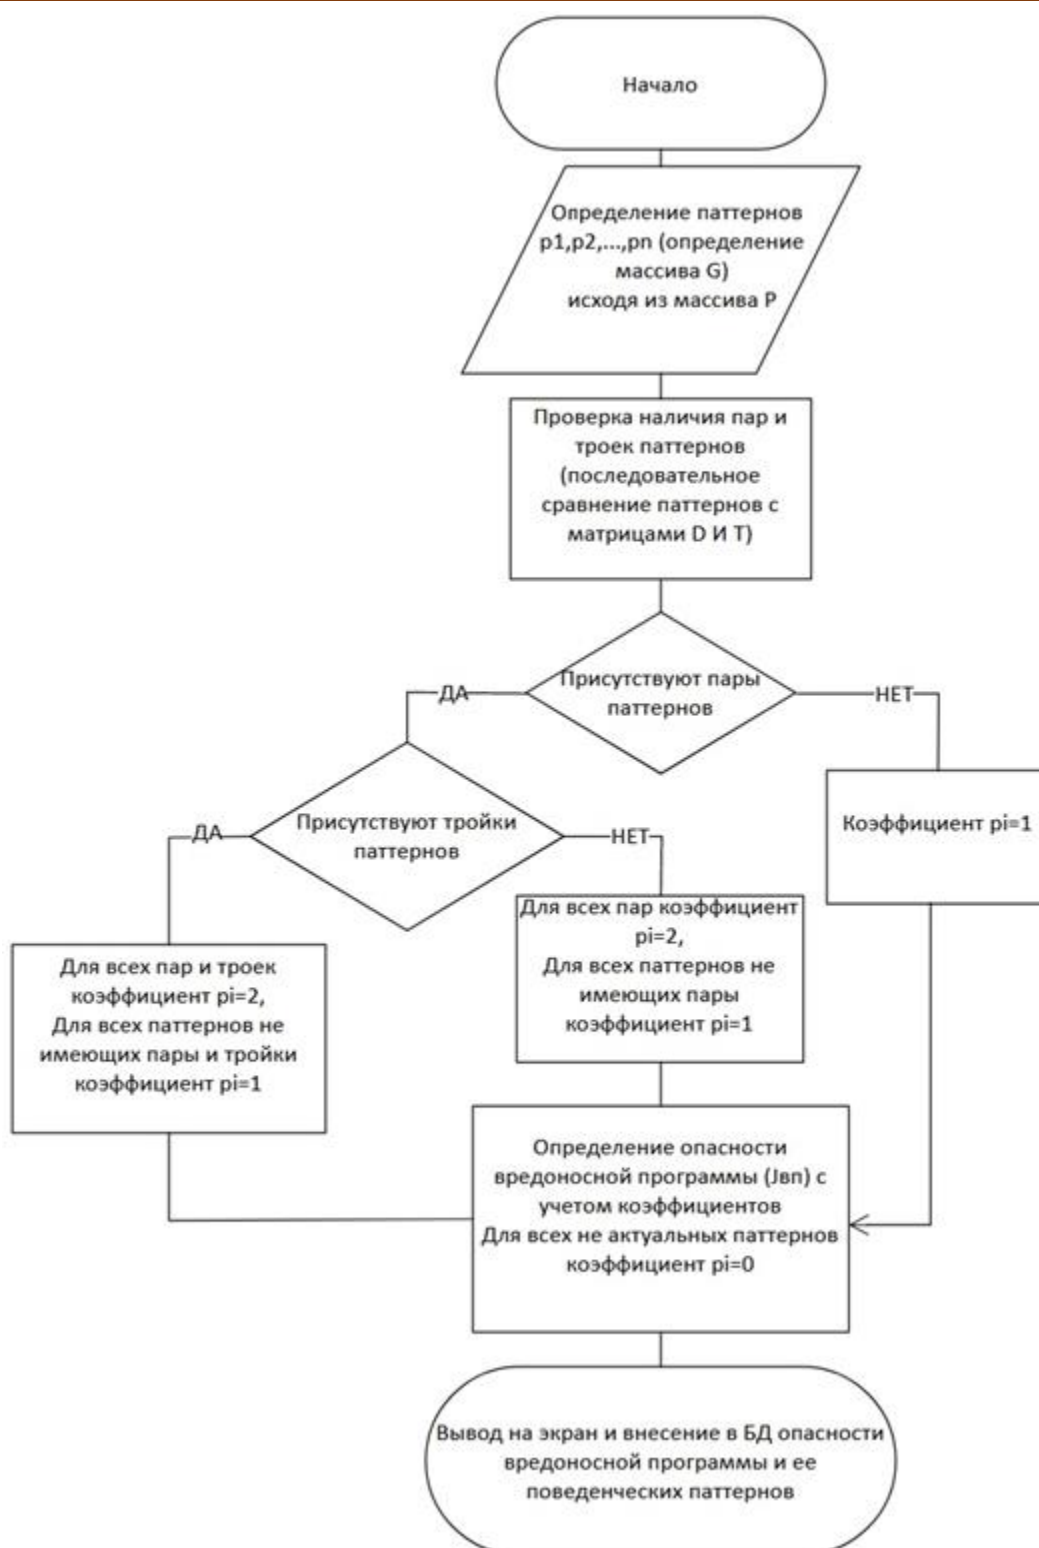 Начало
Определение паттернов
p1,p2,...,pn (определение
массива G)
исходя из массива P
Проверка наличия пар и
троек паттернов
(последовательное
сравнение паттернов с
матрицами D И T)
Присутствуют пары
паттернов
ДА
НЕТ
Присутствуют тройки
паттернов
ДА
НЕТ
Коэффициент pi=1
Для всех пар коэффициент
pi=2,
Для всех паттернов не
имеющих пары
коэффициент pi=1
Для всех пар и троек
коэффициент pi=2,
Для всех паттернов не
имеющих пары и тройки
коэффициент pi=1
Определение опасности
вредоносной программы (Jвп) с
учетом коэффициентов
Для всех не актуальных паттернов
коэффициент pi=0
Вывод на экран и внесение в БД опасности
вредоносной программы и ее
поведенческих паттернов